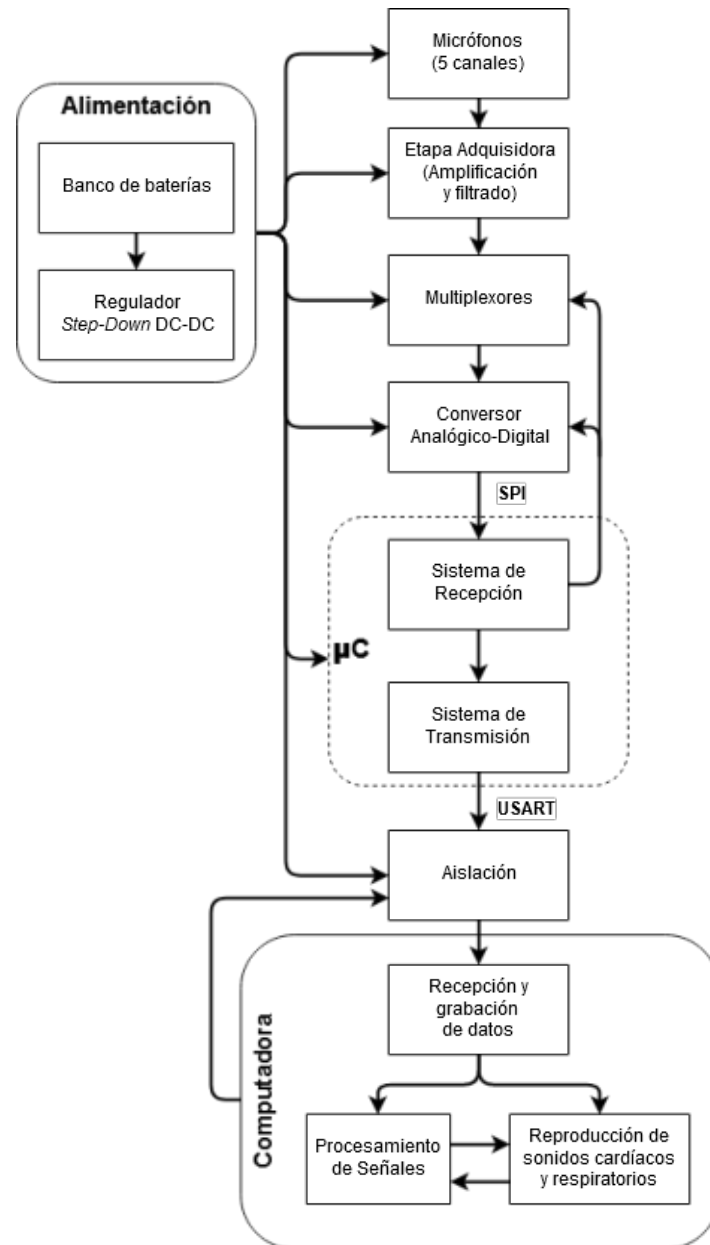 Alimentación
Banco de baterías
Regulador
Step-Down DC-DC
Micrófonos
(5 canales)
Etapa Adquisidora
(Amplificación
y filtrado)
Multiplexores
Conversor
Analógico-Digital
SPI
Sistema de
Recepción
µC
Sistema de
Transmisión
USART
Aislación
Computadora
Recepción y
grabación
de datos
Procesamiento
de Señales
Reproducción de
sonidos cardíacos
y respiratorios